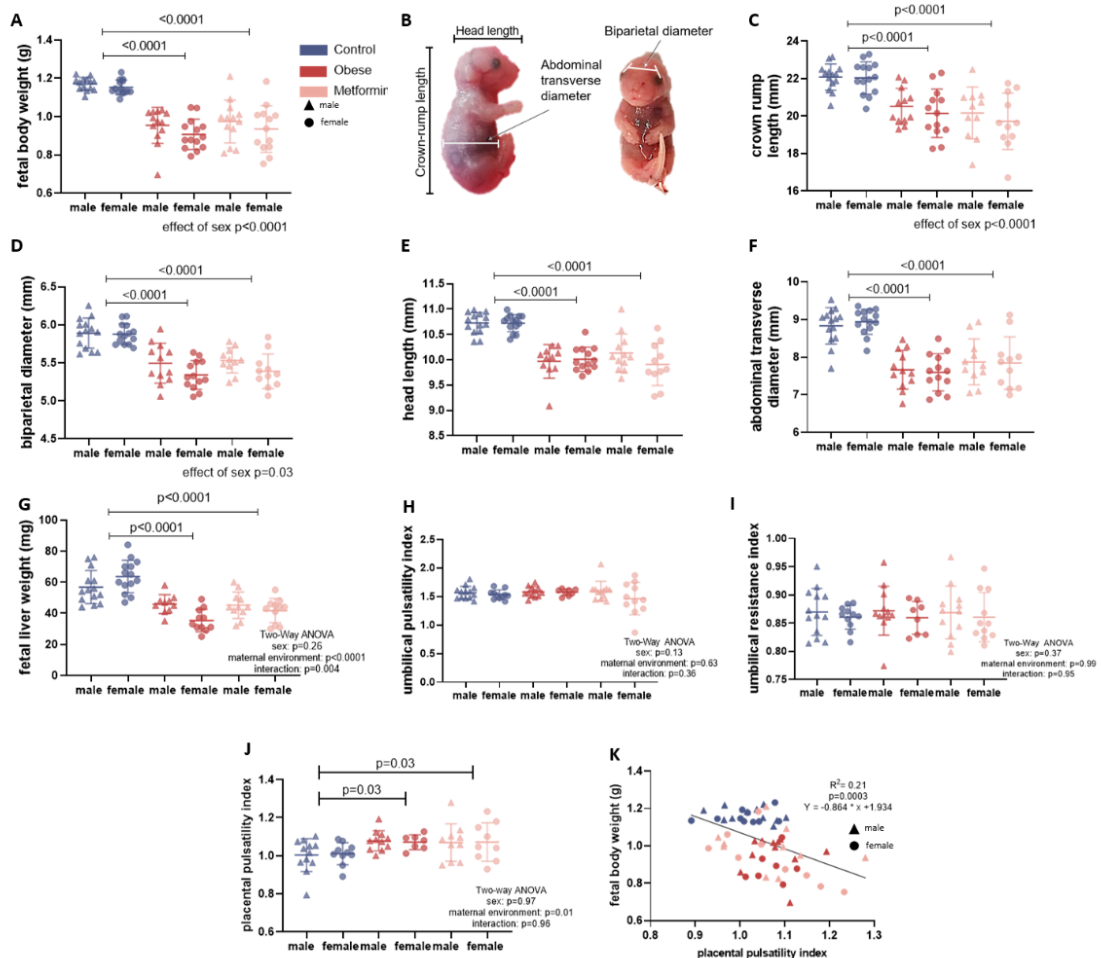 A
<0.0001
<0.0001
fetal body weight (g)
1.4
1.2
1.0
0.8
0.6
male female male female male female
effect of sex p<0.0001
Control
Obese
Metformin
male
female
B
Head length
Crown-rump length
Abdominal
transverse
diameter
Biparietal diameter
C
p<0.0001
p<0.0001
crown rump
length (mm)
24
22
20
18
16
male female male female male female
effect of sex p<0.0001
D
<0.0001
<0.0001
biparietal diameter (mm)
6.5
6.0
5.5
5.0
4.5
male female male female male female
effect of sex p=0.03
E
<0.0001
<0.0001
head length (mm)
11.5
11.0
10.5
10.0
9.5
9.0
8.5
male female male female male female
F
<0.0001
<0.0001
abdominal transverse
diameter (mm)
10
9
8
7
6
male female male female male female
G
p<0.0001
p<0.0001
fetal liver weight (mg)
100
80
60
40
20
0
male female male female male female
Two-Way ANOVA
sex: p=0.26
maternal environment: p<0.0001
interaction: p=0.004
H
umbilical pulsatility index
2.5
2.0
1.5
1.0
0.5
0.0
male female male female male female
Two-Way ANOVA
sex: p=0.13
maternal environment: p=0.63
interaction: p=0.36
I
umbilical resistance index
1.00
0.95
0.90
0.85
0.80
0.75
male female male female male female
Two-Way ANOVA
sex: p=0.37
maternal environment: p=0.99
interaction: p=0.95
J
p=0.03
p=0.03
placental pulsatility index
1.4
1.2
1.0
0.8
0.6
male female male female male female
Two-way ANOVA
sex: p=0.97
maternal environment: p=0.01
interaction: p=0.96
K
fetal body weight (g)
1.4
1.2
1.0
0.8
0.6
R²= 0.21
p=0.0003
Y = -0.864 * x +1.934
male
female
0.8 0.9 1.0 1.1 1.2 1.3
placental pulsatility index